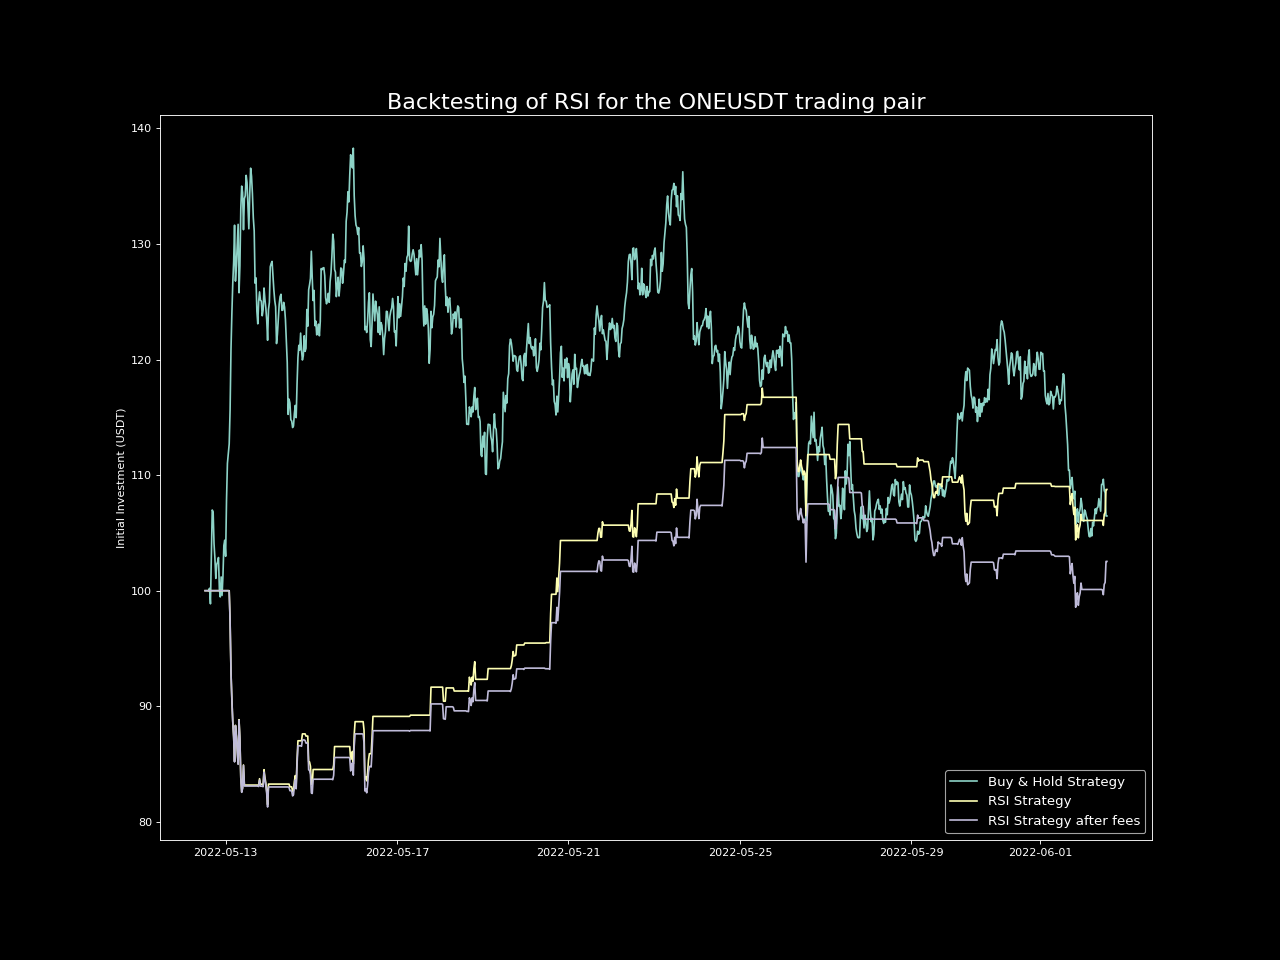 Backtesting of RSI for the ONEUSDT trading pair
140
130
120
110
100
90
80
Initial Investment (USDT)
2022-05-13
2022-05-17
2022-05-21
2022-05-25
2022-05-29
2022-06-01
Buy & Hold Strategy
RSI Strategy
RSI Strategy after fees